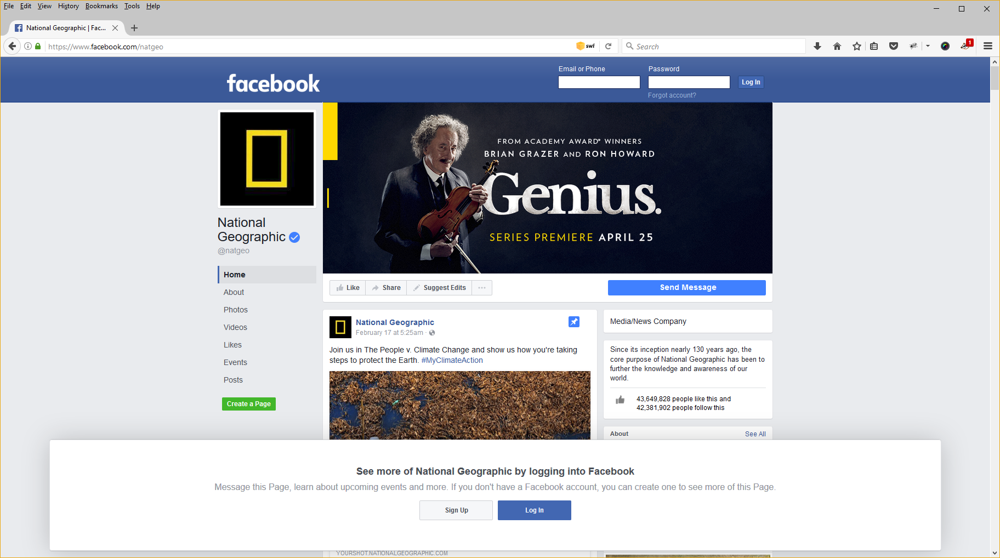 File Edit View History Bookmarks Tools Help
National Geographic | Fac...
https://www.facebook.com/natgeo
swf
Search
1
facebook
Email or Phone
Password
Log In
Forgot account?
FROM ACADEMY AWARD® WINNERS
BRIAN GRAZER AND RON HOWARD
Genius.
SERIES PREMIERE APRIL 25
National
Geographic
@natgeo
Home
About
Photos
Videos
Likes
Events
Posts
Create a Page
Like
Share
Suggest Edits
Send Message
National Geographic
February 17 at 5:25am ·
Join us in The People v. Climate Change and show us how you're taking
steps to protect the Earth. #MyClimateAction
Media/News Company
Since its inception nearly 130 years ago, the
core purpose of National Geographic has been to
further the knowledge and awareness of our
world.
43,649,828 people like this and
42,381,902 people follow this
About
See All
See more of National Geographic by logging into Facebook
Message this Page, learn about upcoming events and more. If you don't have a Facebook account, you can create one to see more of this Page.
Sign Up
Log In
YOURSHOT.NATIONALGEOGRAPHIC.COM